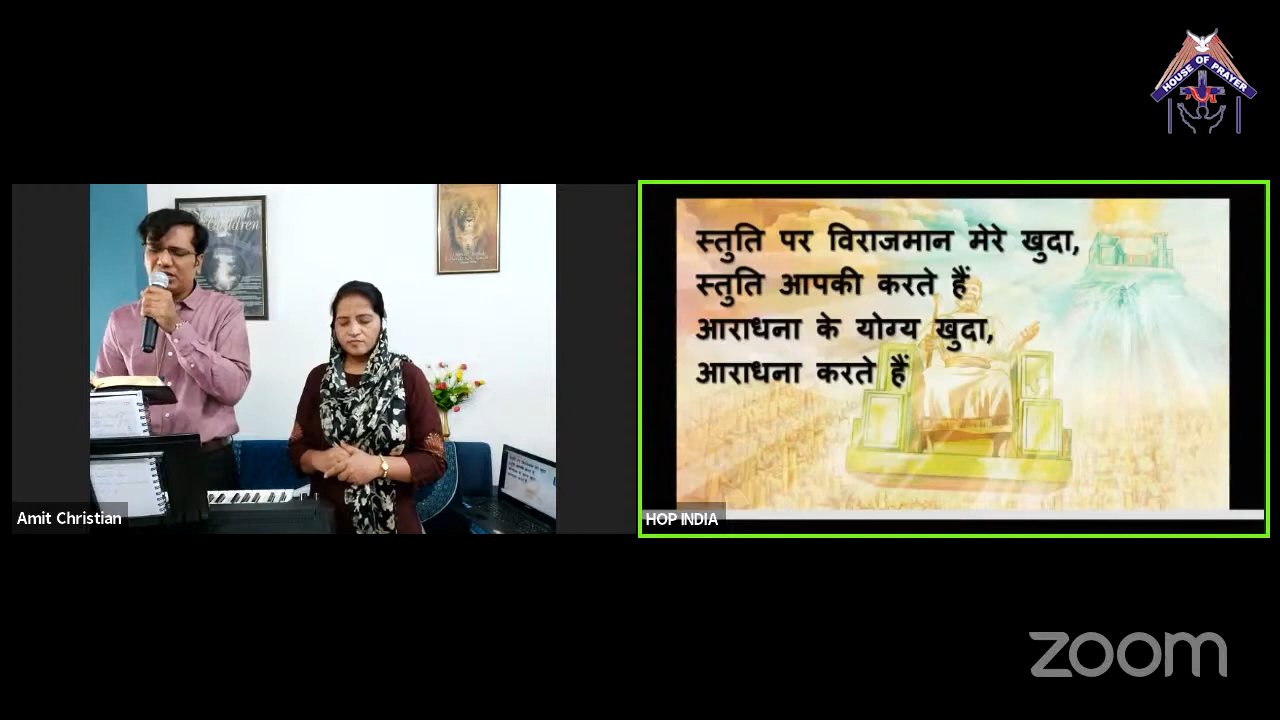 HOUSE OF PRAYER
स्तुति पर विराजमान मेरे खुदा,
स्तुति आपकी करते हैं
आराधना के योग्य खुदा,
आराधना करते हैं
Amit Christian
HOP INDIA
zoom